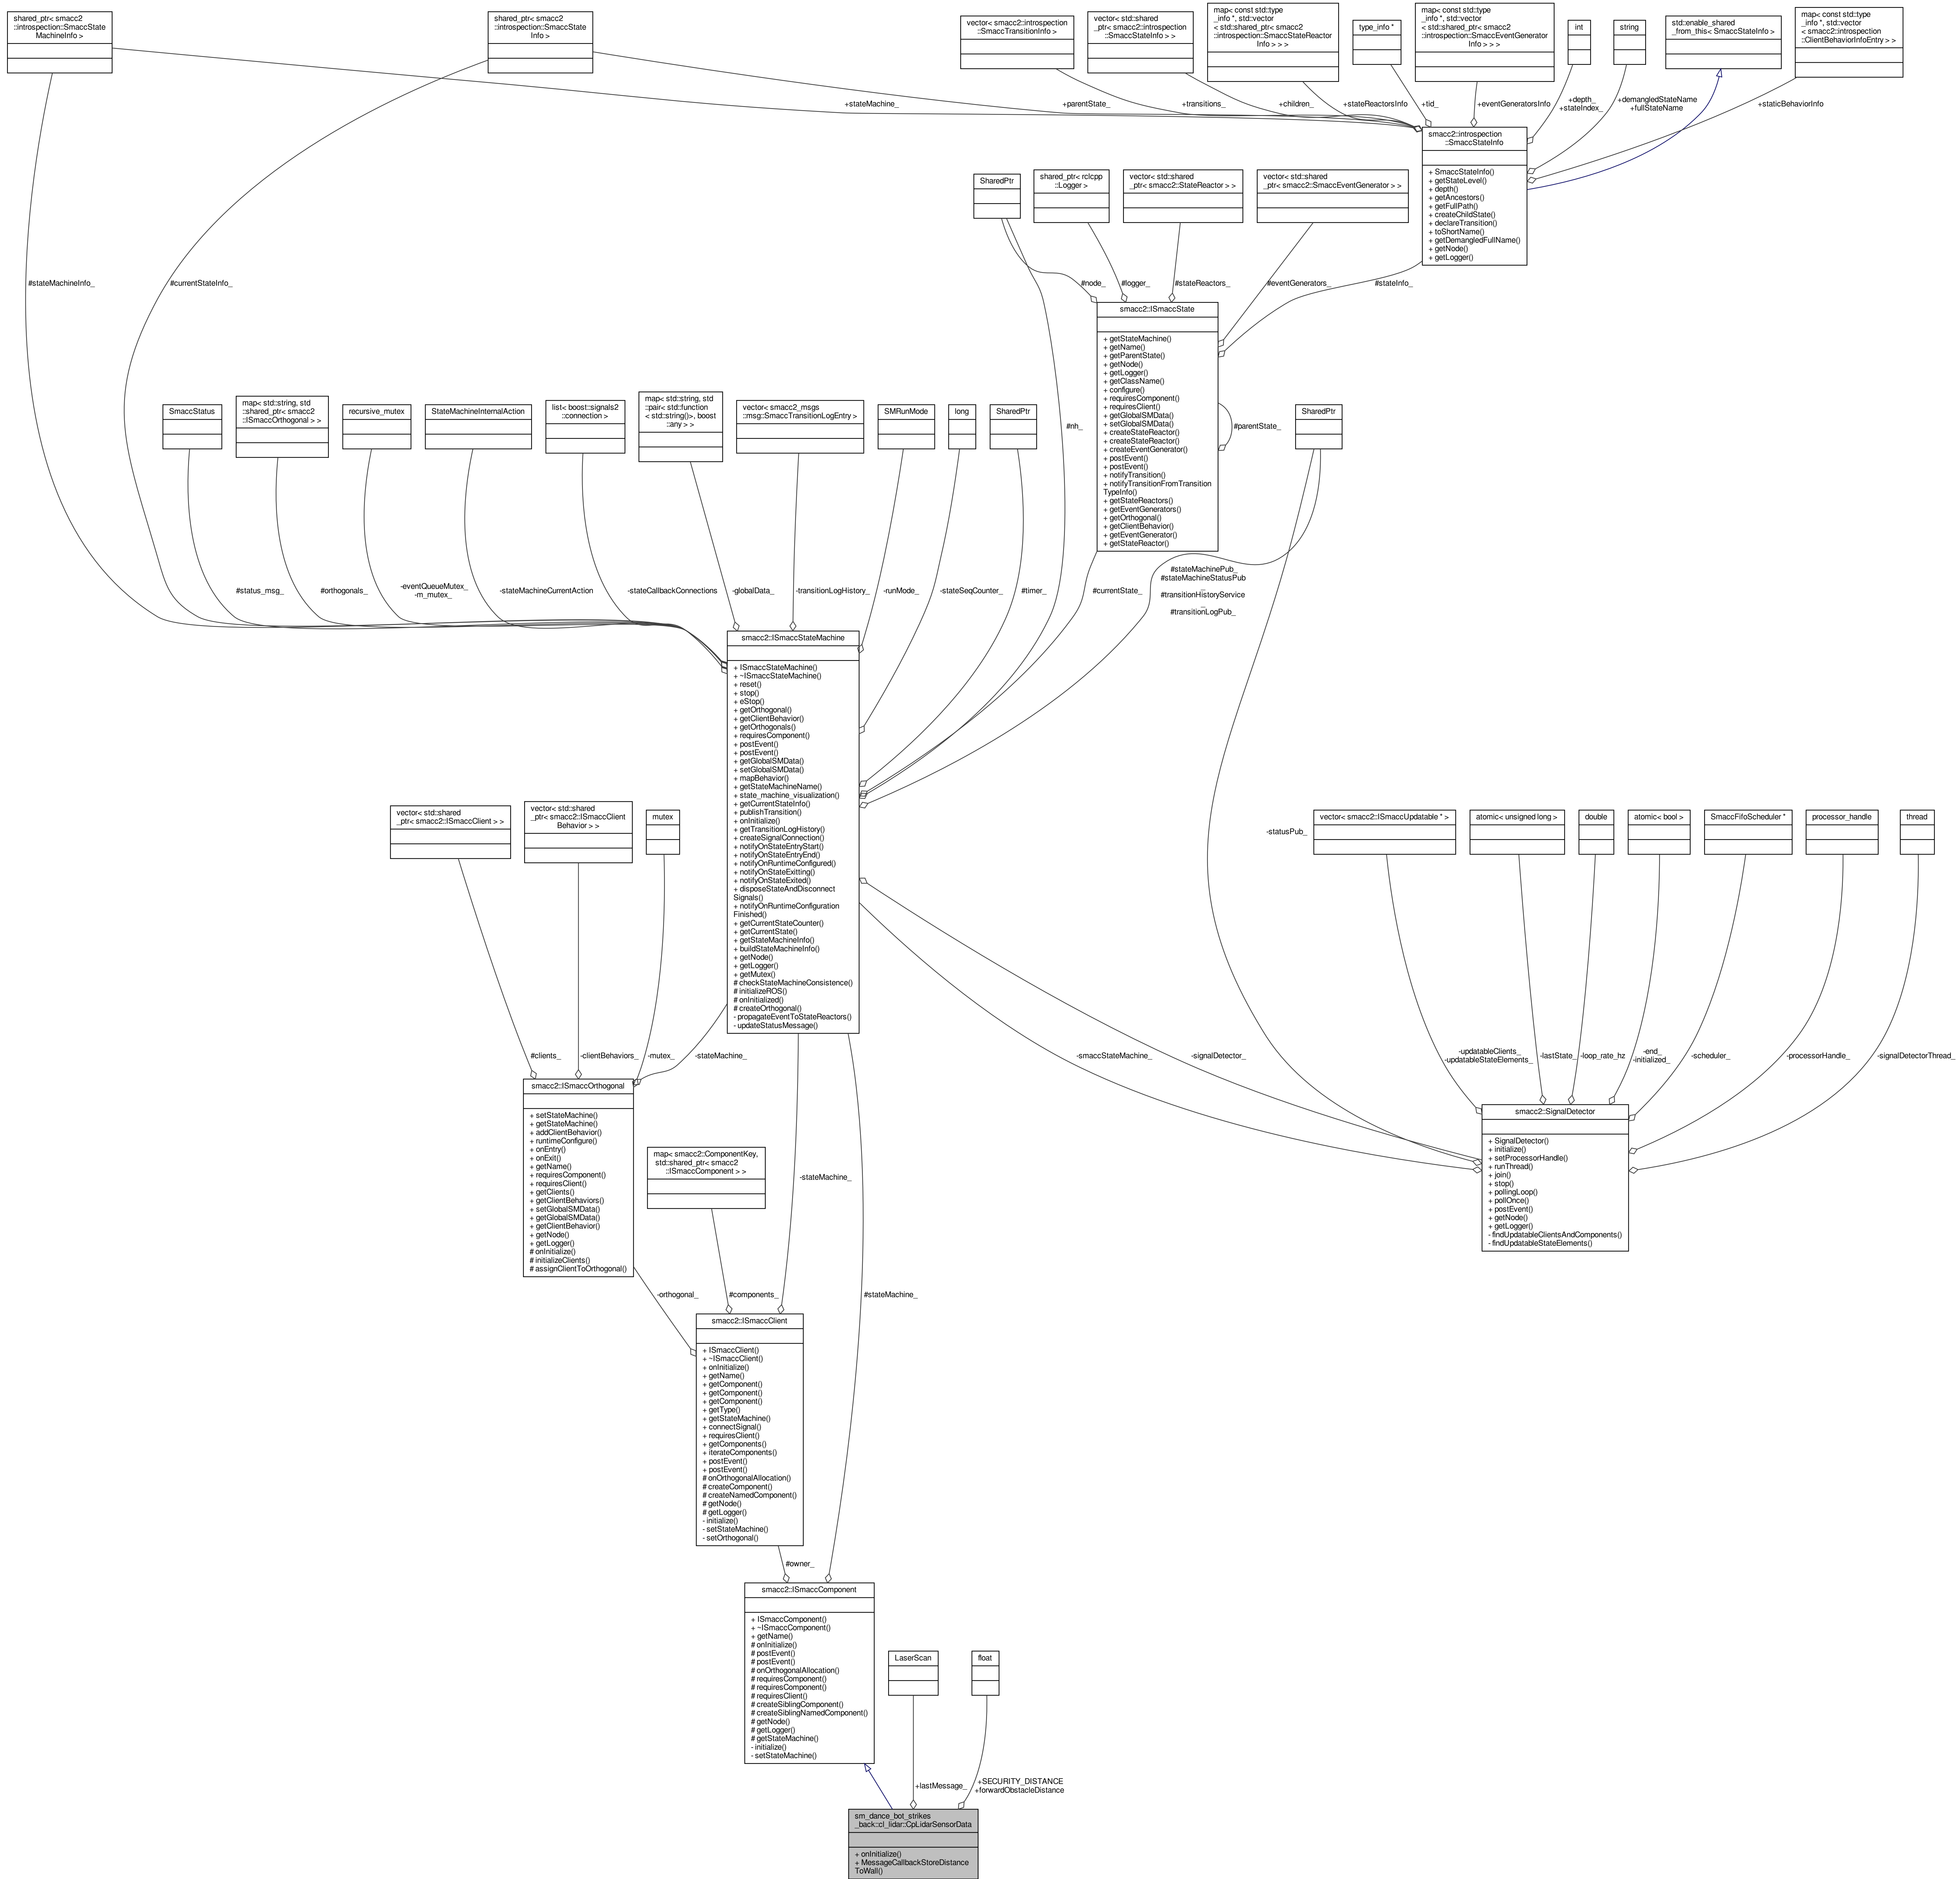 shared_ptr< smacc2
::introspection::SmaccState
MachineInfo >
shared_ptr< smacc2
::introspection::SmaccState
Info >
vector< smacc2::introspection
::SmaccTransitionInfo >
vector< std::shared
_ptr< smacc2::introspection
::SmaccStateInfo > >
map< const std::type
_info *, std::vector
< std::shared_ptr< smacc2
::introspection::SmaccStateReactor
Info > > >
type_info *
map< const std::type
_info *, std::vector
< std::shared_ptr< smacc2
::introspection::SmaccEventGenerator
Info > > >
int
string
std::enable_shared
_from_this< SmaccStateInfo >
map< const std::type
_info *, std::vector
< smacc2::introspection
::ClientBehaviorInfoEntry > >
+stateMachine_
+parentState_
+transitions_
+children_
+stateReactorsInfo
+tid_
+eventGeneratorsInfo
+depth_
+stateIndex_
+demangledStateName
+fullStateName
+staticBehaviorInfo
smacc2::introspection
::SmaccStateInfo
+ SmaccStateInfo()
+ getStateLevel()
+ depth()
+ getAncestors()
+ getFullPath()
+ createChildState()
+ declareTransition()
+ toShortName()
+ getDemangledFullName()
+ getNode()
+ getLogger()
SharedPtr
shared_ptr< rclcpp
::Logger >
vector< std::shared
_ptr< smacc2::StateReactor > >
vector< std::shared
_ptr< smacc2::SmaccEventGenerator > >
#stateMachineInfo_
#currentStateInfo_
#node_
#logger_
#stateReactors_
#eventGenerators_
#stateInfo_
smacc2::ISmaccState
+ getStateMachine()
+ getName()
+ getParentState()
+ getNode()
+ getLogger()
+ getClassName()
+ configure()
+ requiresComponent()
+ requiresClient()
+ getGlobalSMData()
+ setGlobalSMData()
+ createStateReactor()
+ createStateReactor()
+ createEventGenerator()
+ postEvent()
+ postEvent()
+ notifyTransition()
+ notifyTransitionFromTransition
TypeInfo()
+ getStateReactors()
+ getEventGenerators()
+ getOrthogonal()
+ getClientBehavior()
+ getEventGenerator()
+ getStateReactor()
#parentState_
#nh_
SmaccStatus
map< std::string, std
::shared_ptr< smacc2
::ISmaccOrthogonal > >
recursive_mutex
StateMachineInternalAction
list< boost::signals2
::connection >
map< std::string, std
::pair< std::function
< std::string()>, boost
::any > >
vector< smacc2_msgs
::msg::SmaccTransitionLogEntry >
SMRunMode
long
SharedPtr
SharedPtr
#status_msg_
#orthogonals_
-eventQueueMutex_
-m_mutex_
-stateMachineCurrentAction
-stateCallbackConnections
-globalData_
-transitionLogHistory_
-runMode_
-stateSeqCounter_
#timer_
#currentState_
#stateMachinePub_
#stateMachineStatusPub
_
#transitionHistoryService
_
#transitionLogPub_
smacc2::ISmaccStateMachine
+ ISmaccStateMachine()
+ ~ISmaccStateMachine()
+ reset()
+ stop()
+ eStop()
+ getOrthogonal()
+ getClientBehavior()
+ getOrthogonals()
+ requiresComponent()
+ postEvent()
+ postEvent()
+ getGlobalSMData()
+ setGlobalSMData()
+ mapBehavior()
+ getStateMachineName()
+ state_machine_visualization()
+ getCurrentStateInfo()
+ publishTransition()
+ onInitialize()
+ getTransitionLogHistory()
+ createSignalConnection()
+ notifyOnStateEntryStart()
+ notifyOnStateEntryEnd()
+ notifyOnRuntimeConfigured()
+ notifyOnStateExitting()
+ notifyOnStateExited()
+ disposeStateAndDisconnect
Signals()
+ notifyOnRuntimeConfiguration
Finished()
+ getCurrentStateCounter()
+ getCurrentState()
+ getStateMachineInfo()
+ buildStateMachineInfo()
+ getNode()
+ getLogger()
+ getMutex()
# checkStateMachineConsistence()
# initializeROS()
# onInitialized()
# createOrthogonal()
- propagateEventToStateReactors()
- updateStatusMessage()
vector< std::shared
_ptr< smacc2::ISmaccClient > >
vector< std::shared
_ptr< smacc2::ISmaccClient
Behavior > >
mutex
-statusPub_
vector< smacc2::ISmaccUpdatable * >
atomic< unsigned long >
double
atomic< bool >
SmaccFifoScheduler *
processor_handle
thread
#clients_
-clientBehaviors_
-mutex_
-stateMachine_
-smaccStateMachine_
-signalDetector_
-updatableClients_
-updatableStateElements_
-lastState_
-loop_rate_hz
-end_
-initialized_
-scheduler_
-processorHandle_
-signalDetectorThread_
smacc2::ISmaccOrthogonal
+ setStateMachine()
+ getStateMachine()
+ addClientBehavior()
+ runtimeConfigure()
+ onEntry()
+ onExit()
+ getName()
+ requiresComponent()
+ requiresClient()
+ getClients()
+ getClientBehaviors()
+ setGlobalSMData()
+ getGlobalSMData()
+ getClientBehavior()
+ getNode()
+ getLogger()
# onInitialize()
# initializeClients()
# assignClientToOrthogonal()
smacc2::SignalDetector
+ SignalDetector()
+ initialize()
+ setProcessorHandle()
+ runThread()
+ join()
+ stop()
+ pollingLoop()
+ pollOnce()
+ postEvent()
+ getNode()
+ getLogger()
- findUpdatableClientsAndComponents()
- findUpdatableStateElements()
map< smacc2::ComponentKey,
std::shared_ptr< smacc2
::ISmaccComponent > >
-stateMachine_
-orthogonal_
#components_
#stateMachine_
smacc2::ISmaccClient
+ ISmaccClient()
+ ~ISmaccClient()
+ onInitialize()
+ getName()
+ getComponent()
+ getComponent()
+ getComponent()
+ getType()
+ getStateMachine()
+ connectSignal()
+ requiresClient()
+ getComponents()
+ iterateComponents()
+ postEvent()
+ postEvent()
# onOrthogonalAllocation()
# createComponent()
# createNamedComponent()
# getNode()
# getLogger()
- initialize()
- setStateMachine()
- setOrthogonal()
#owner_
smacc2::ISmaccComponent
+ ISmaccComponent()
+ ~ISmaccComponent()
+ getName()
# onInitialize()
# postEvent()
# postEvent()
# onOrthogonalAllocation()
# requiresComponent()
# requiresComponent()
# requiresClient()
# createSiblingComponent()
# createSiblingNamedComponent()
# getNode()
# getLogger()
# getStateMachine()
- initialize()
- setStateMachine()
LaserScan
float
+lastMessage_
+SECURITY_DISTANCE
+forwardObstacleDistance
sm_dance_bot_strikes
_back::cl_lidar::CpLidarSensorData
+ onInitialize()
+ MessageCallbackStoreDistance
ToWall()